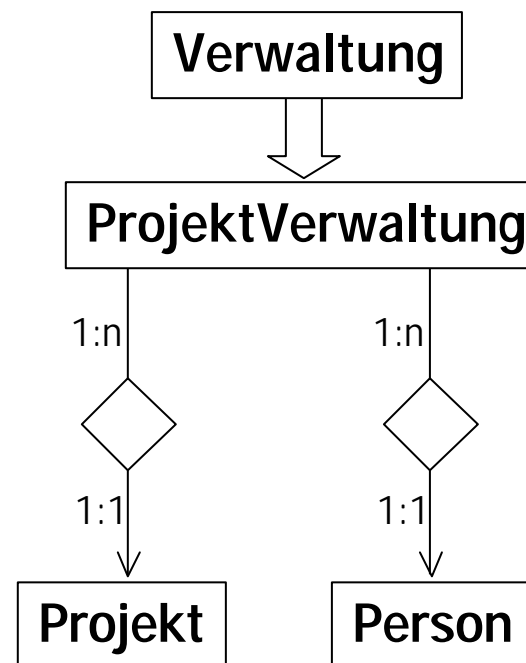 Verwaltung
ProjektVerwaltung
1:n 1:n
1:1 1:1
Projekt Person